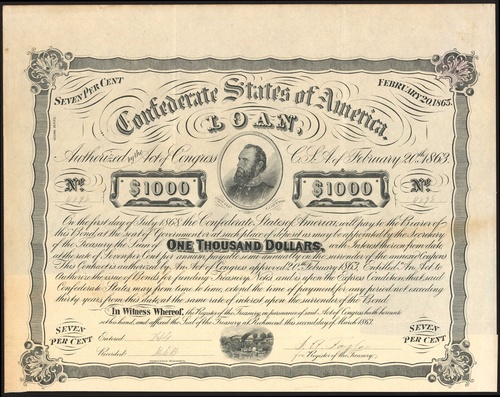 SEVEN PER CENT
FEBRUARY 20, 1863.
Confederate States of America.
LOAN,
Authorized by the Act of Congress C.S.A. of February 20th 1863.
No
No
$1000
$1000
On the first day of July 1868, the Confederate States of America, will pay to the Bearer of
this Bond, at the seat of Government or at such place of deposit as may be appointed by the Secretary
of the Treasury, the Sum of ONE THOUSAND DOLLARS, with Interest thereon from date
at the rate of Seven per Cent per annum, payable semi annually on the surrender of the annexed Coupons
This Contract is authorized by An Act of Congress approved 20th February 1863, Entitled "An Act to
Authorize the issue of Bonds for funding Treasury Notes" and is upon the Express Condition, that said
Confederate States may from time to time, extend the time of payment for any period not exceeding
thirty years from this date at the same rate of interest upon the surrender of the Bond.
In Witness Whereof, the Register of the Treasury, in pursuance of said Act of Congress hath hereunto
set his hand, and affixed the Seal of the Treasury at Richmond this second day of March 1863.
SEVEN PER CENT
Entered
Recorded
for Register of the Treasury.
SEVEN PER CENT